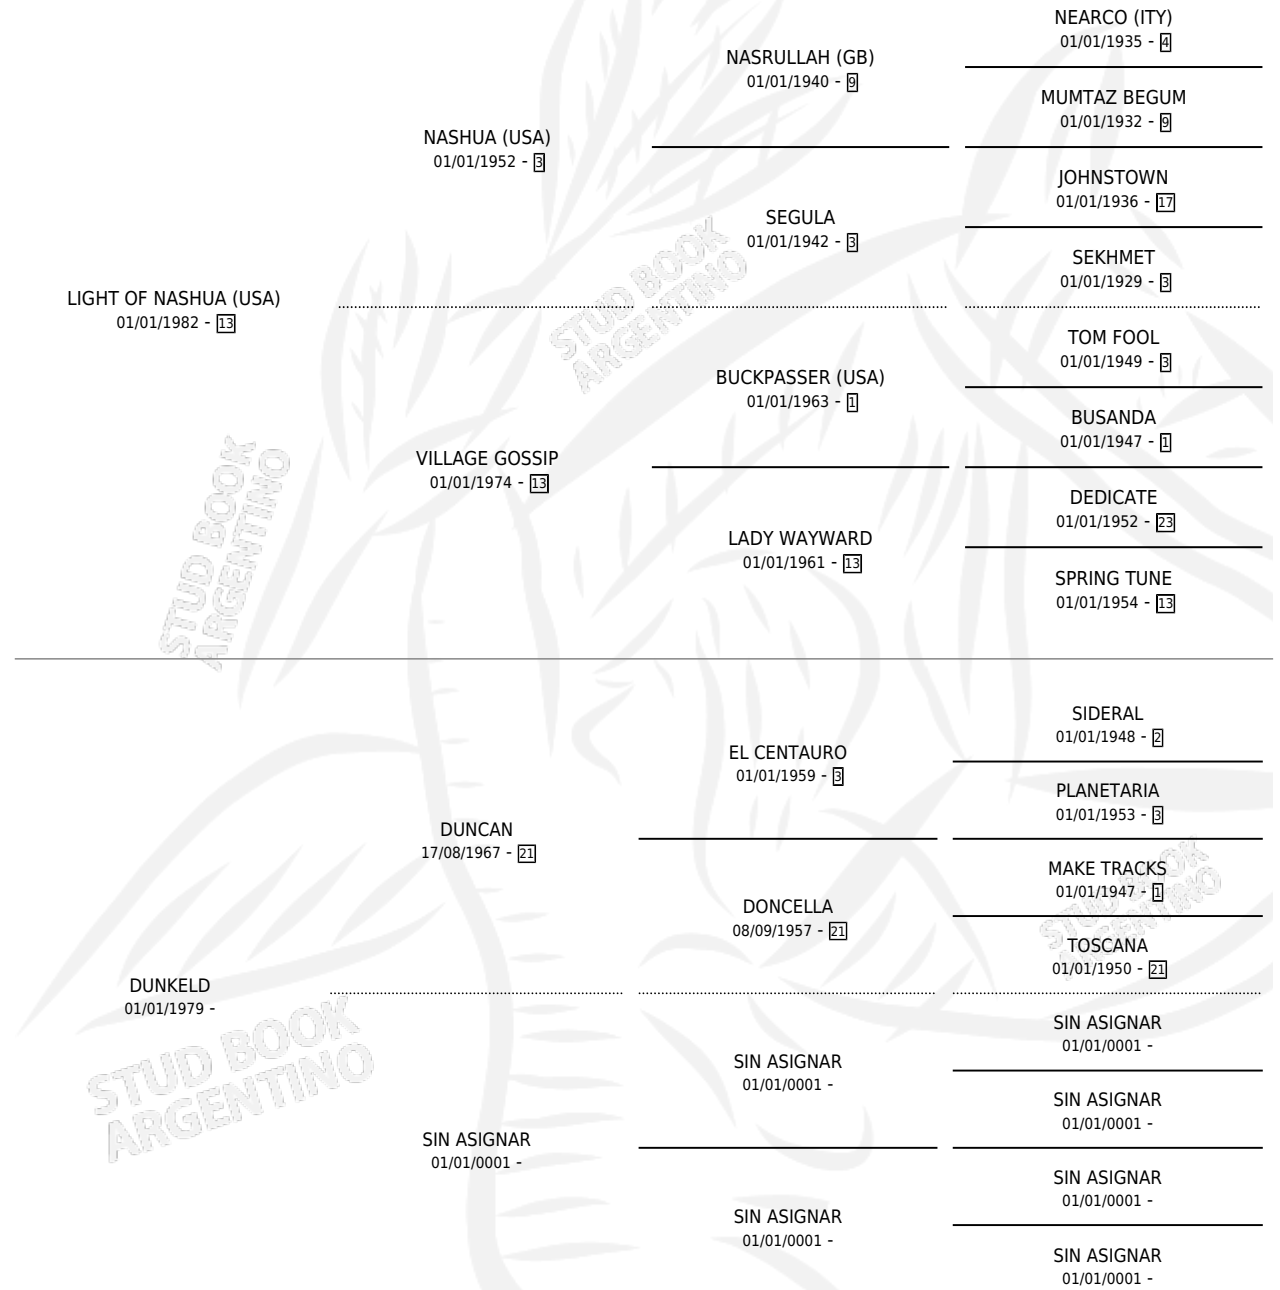 NEARCO (ITY)
01/01/1935 - 4
NASRULLAH (GB)
01/01/1940 - 9
MUMTAZ BEGUM
01/01/1932 - 9
NASHUA (USA)
01/01/1952 - 3
JOHNSTOWN
01/01/1936 - 17
SEGULA
01/01/1942 - 3
SEKHMET
01/01/1929 - 3
LIGHT OF NASHUA (USA)
01/01/1982 - 13
TOM FOOL
01/01/1949 - 3
BUCKPASSER (USA)
01/01/1963 - 1
BUSANDA
01/01/1947 - 1
VILLAGE GOSSIP
01/01/1974 - 13
DEDICATE
01/01/1952 - 23
LADY WAYWARD
01/01/1961 - 13
SPRING TUNE
01/01/1954 - 13
SIDERAL
01/01/1948 - 2
EL CENTAURO
01/01/1959 - 3
PLANETARIA
01/01/1953 - 3
DUNCAN
17/08/1967 - 21
MAKE TRACKS
01/01/1947 - 1
DONCELLA
08/09/1957 - 21
TOSCANA
01/01/1950 - 21
DUNKELD
01/01/1979 -
SIN ASIGNAR
01/01/0001 -
SIN ASIGNAR
01/01/0001 -
SIN ASIGNAR
01/01/0001 -
SIN ASIGNAR
01/01/0001 -
SIN ASIGNAR
01/01/0001 -
SIN ASIGNAR
01/01/0001 -
SIN ASIGNAR
01/01/0001 -
STUD BOOK
ARGENTINO
STUD BOOK
ARGENTINO
STUD BOOK
ARGENTINO
STUD BOOK
ARGENTINO